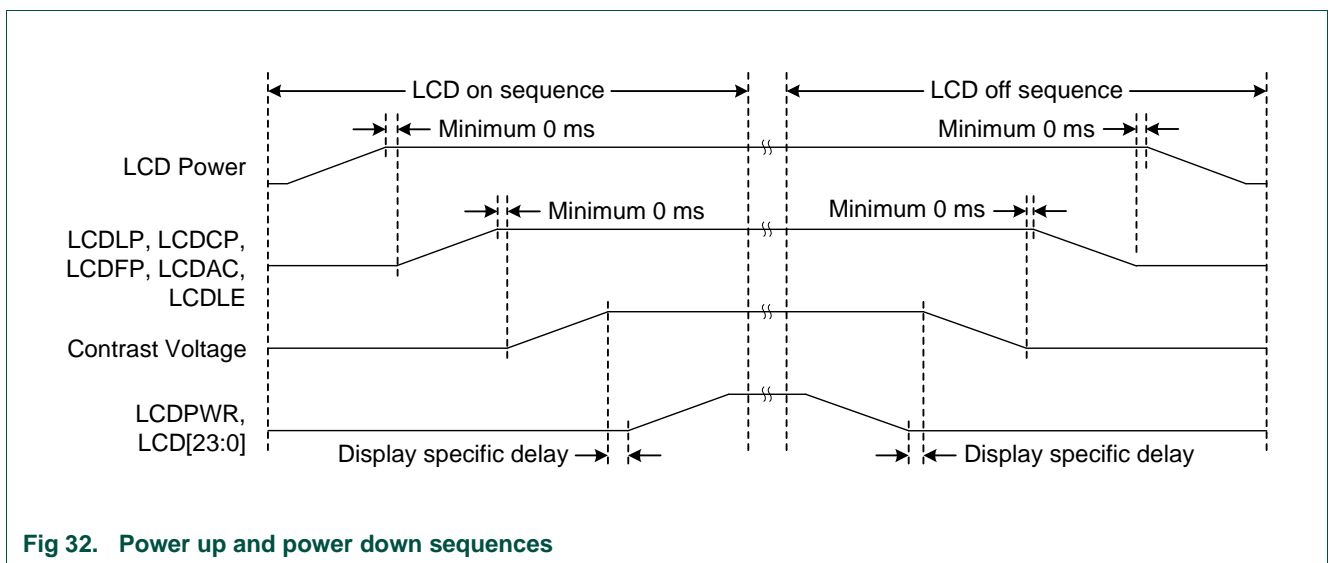 LCD on sequence
LCD off sequence
Minimum 0 ms
Minimum 0 ms
LCD Power
Minimum 0 ms
Minimum 0 ms
LCDLP, LCDCP,
LCDFP, LCDAC,
LCDLE
Contrast Voltage
LCDPWR,
LCD[23:0]
Display specific delay
Display specific delay
Fig 32. Power up and power down sequences